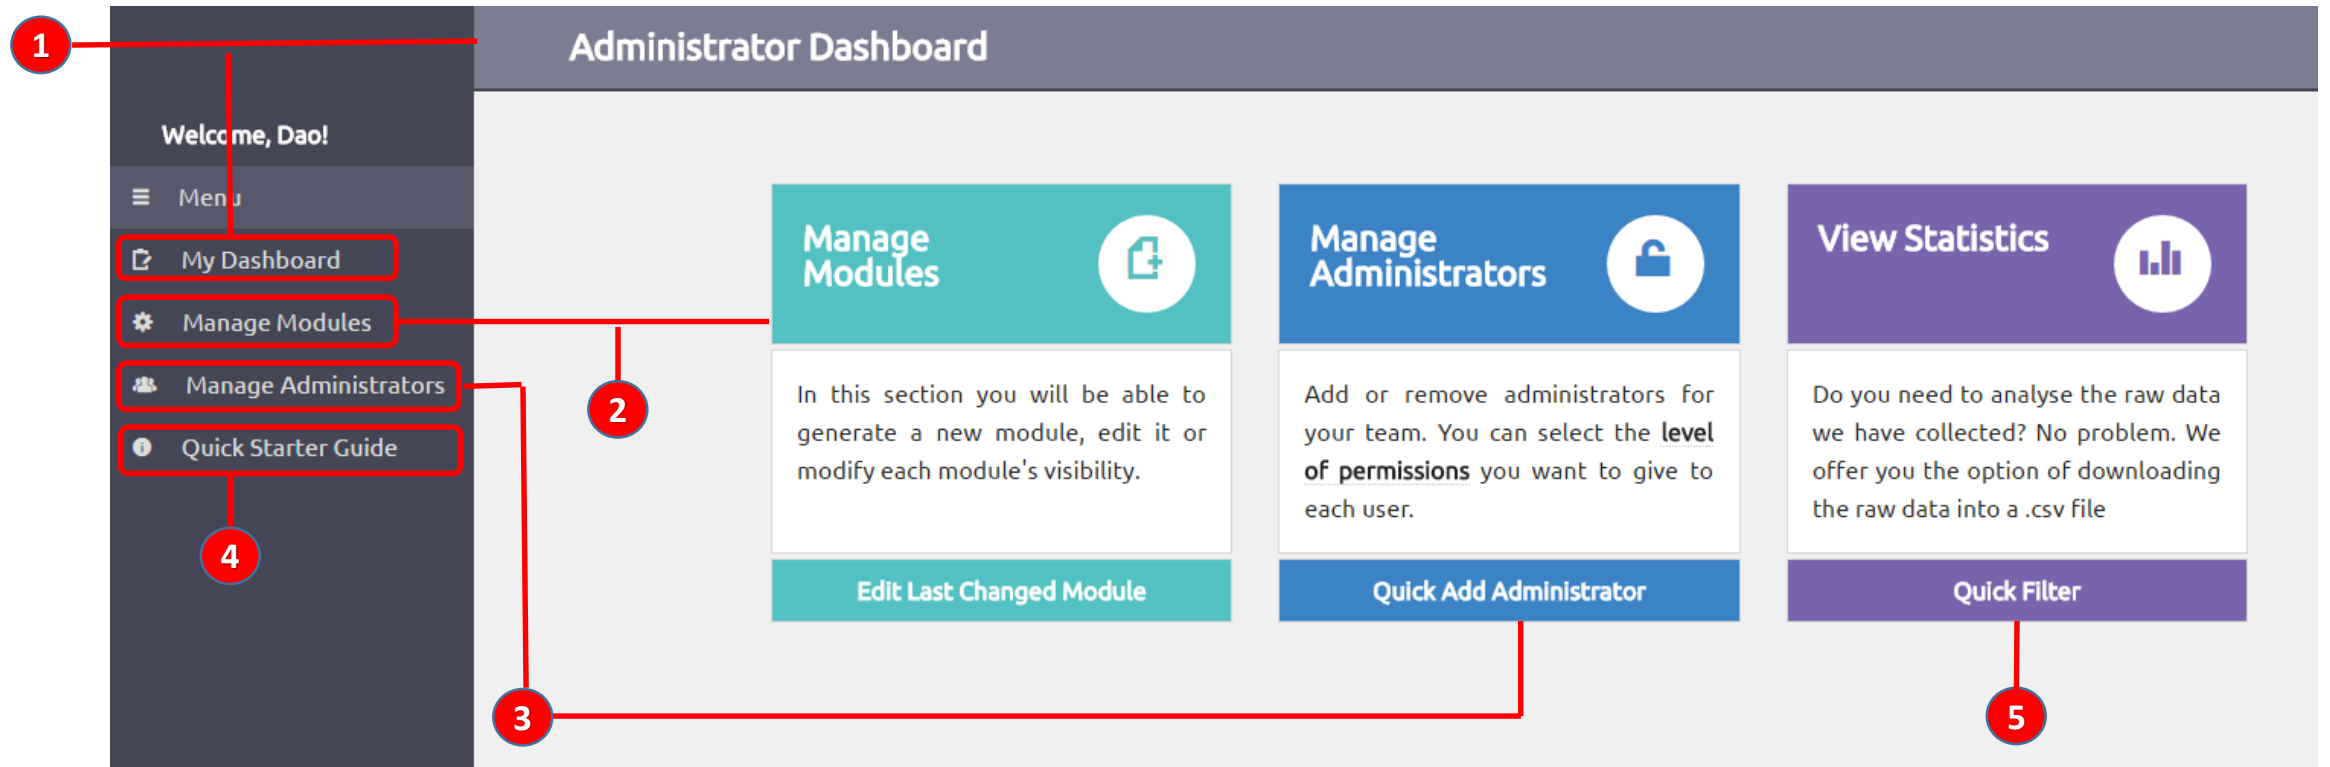 1
Administrator Dashboard
Welcome, Dao!
Menu
My Dashboard
Manage Modules
Manage Administrators
Quick Starter Guide
4
2
3
Manage
Modules
In this section you will be able to
generate a new module, edit it or
modify each module's visibility.
Edit Last Changed Module
Manage
Administrators
Add or remove administrators for
your team. You can select the level
of permissions you want to give to
each user.
Quick Add Administrator
View Statistics
Do you need to analyse the raw data
we have collected? No problem. We
offer you the option of downloading
the raw data into a .csv file
Quick Filter
5